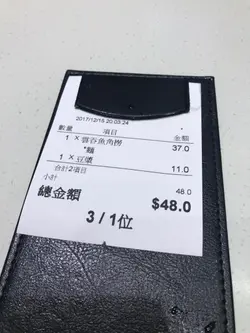 2017/12/15 20:03:24
數量 項目 金額
1 × 雲吞魚角撈 37.0
*麵
1 × 豆漿 11.0
合計2項目
小計 48.0
總金額 $48.0
3 / 1位